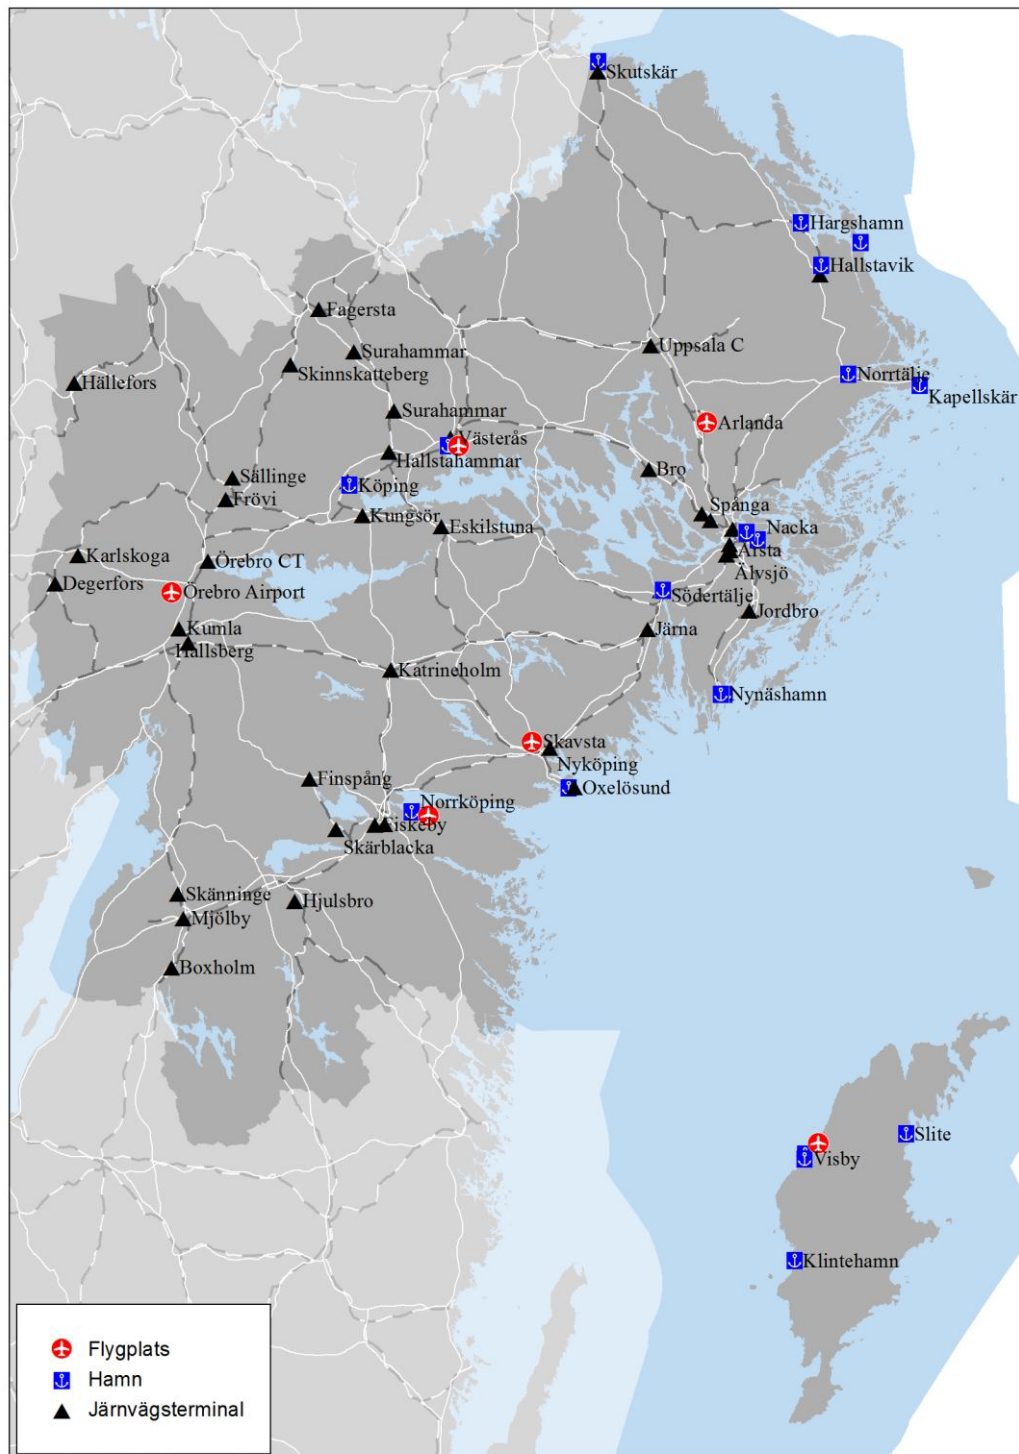 Skutskär
Hargshamn
Hallstavik
Fagersta
Uppsala C
Surahammar
Skinnskatteberg
Hällefors
Norrtälje
Kapellskär
Surahammar
Arlanda
Västerås
Hallstahammar
Bro
Sällinge
Köping
Frövi
Spånga
Kungsör
Eskilstuna
Nacka
Årsta
Karlskoga
Örebro CT
Älvsjö
Degerfors
Örebro Airport
Södertälje
Jordbro
Kumla
Järna
Hallsberg
Katrineholm
Nynäshamn
Skavsta
Nyköping
Finspång
Oxelösund
Norrköping
Skärblacka
Skänninge
Hjulsbro
Mjölby
Boxholm
Slite
Visby
Klintehamn
Flygplats
Hamn
Järnvägsterminal